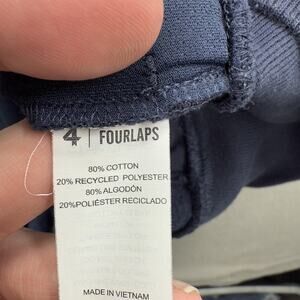 4 | FOURLAPS
80% COTTON
20% RECYCLED POLYESTER
80% ALGODÓN
20%POLIÉSTER RECICLADO
MADE IN VIETNAM